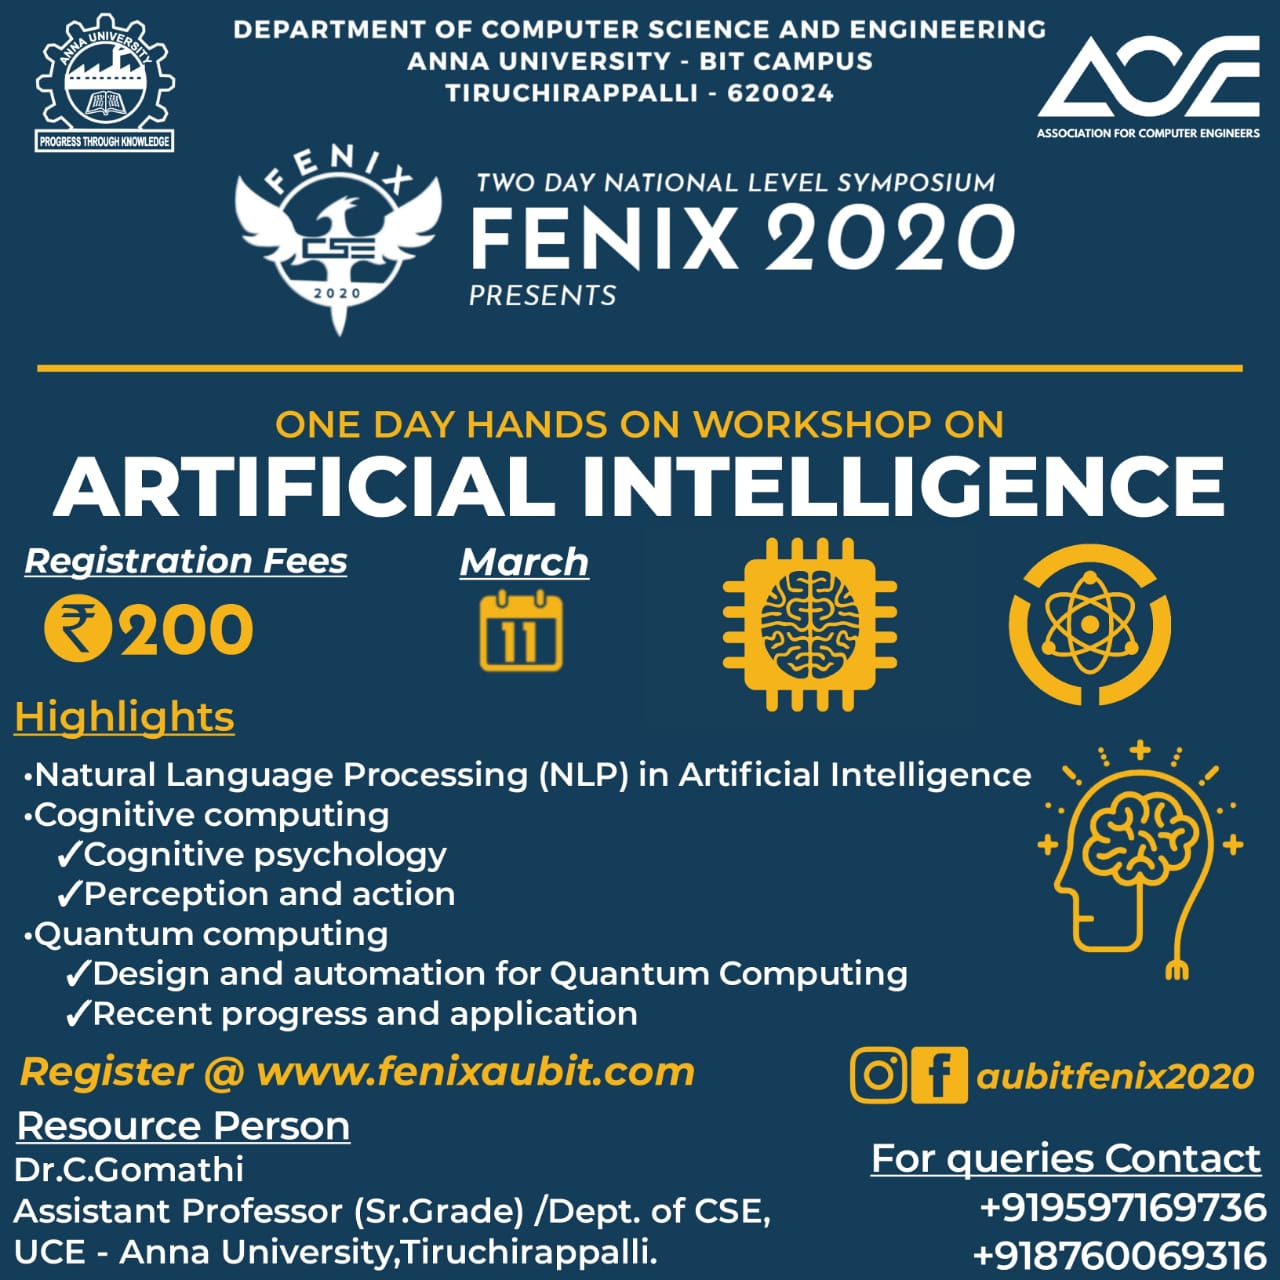 DEPARTMENT OF COMPUTER SCIENCE AND ENGINEERING
ANNA UNIVERSITY - BIT CAMPUS
TIRUCHIRAPPALLI - 620024
ANNA UNIVERSITY
PROGRESS THROUGH KNOWLEDGE
ACE
ASSOCIATION FOR COMPUTER ENGINEERS
FENIX
CSE
2020
TWO DAY NATIONAL LEVEL SYMPOSIUM
FENIX 2020
PRESENTS
ONE DAY HANDS ON WORKSHOP ON
ARTIFICIAL INTELLIGENCE
Registration Fees
₹200
March
11
Highlights
•Natural Language Processing (NLP) in Artificial Intelligence
•Cognitive computing
✓Cognitive psychology
✓Perception and action
•Quantum computing
✓Design and automation for Quantum Computing
✓Recent progress and application
Register @ www.fenixaubit.com
aubitfenix2020
Resource Person
Dr.C.Gomathi
Assistant Professor (Sr.Grade) /Dept. of CSE,
UCE - Anna University,Tiruchirappalli.
For queries Contact
+919597169736
+918760069316